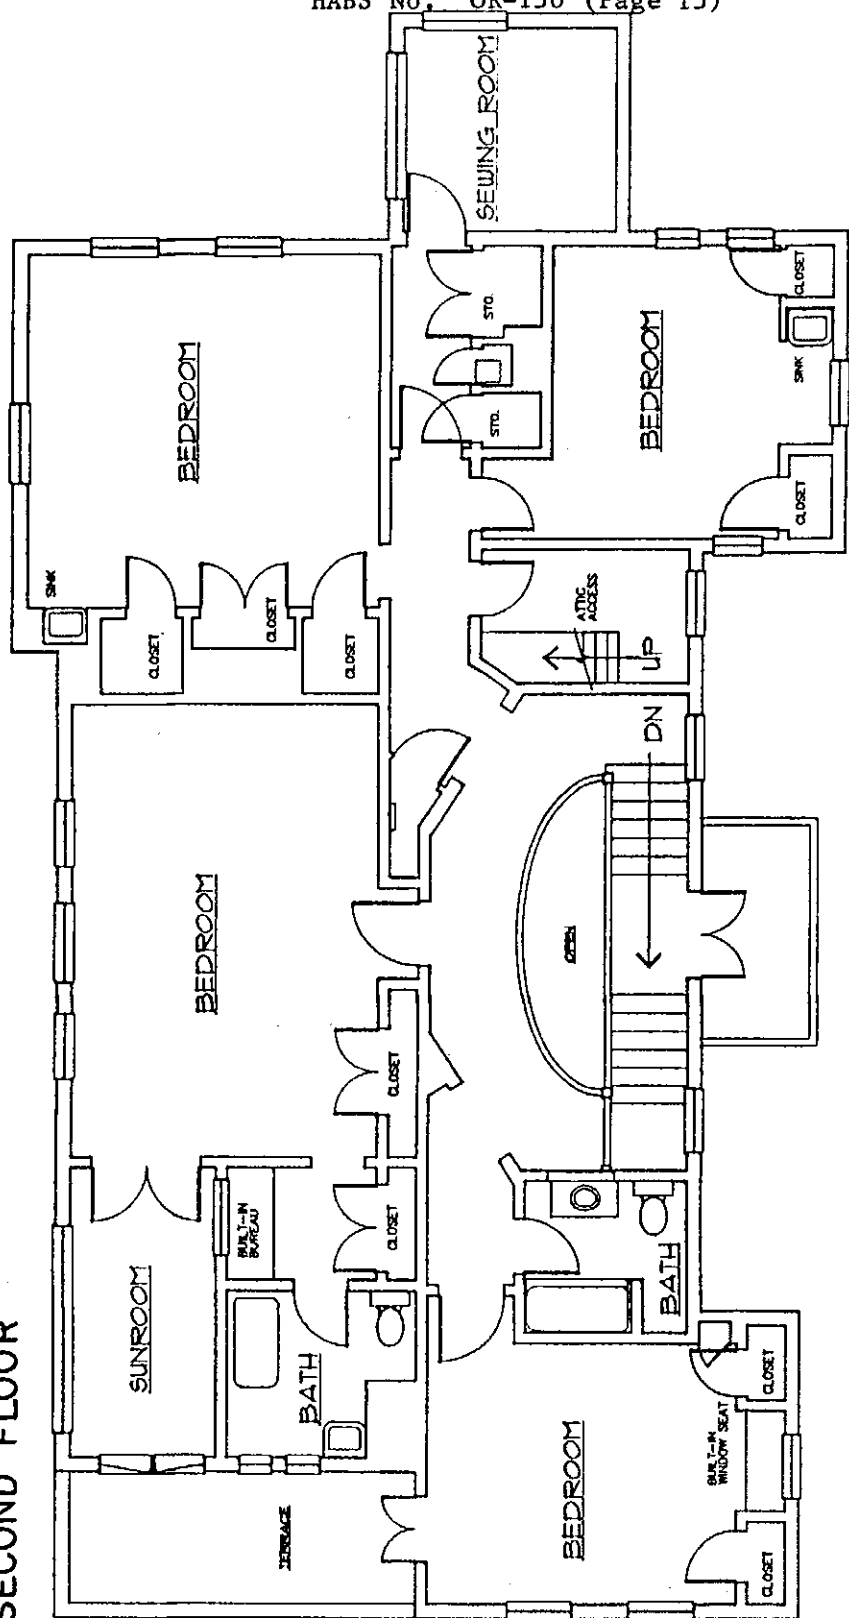 HABS No. OR-156 (Page 15)
SECOND FLOOR
SEWING ROOM
BEDROOM
STO.
STO.
CLOSET
SINK
BEDROOM
CLOSET
SINK
CLOSET
CLOSET
CLOSET
ATTIC
ACCESS
UP
DN
BEDROOM
OPEN
CLOSET
CLOSET
BUILT-IN
BUREAU
SUNROOM
BATH
BATH
TERRACE
BEDROOM
BUILT-IN
WINDOW SEAT
CLOSET
CLOSET